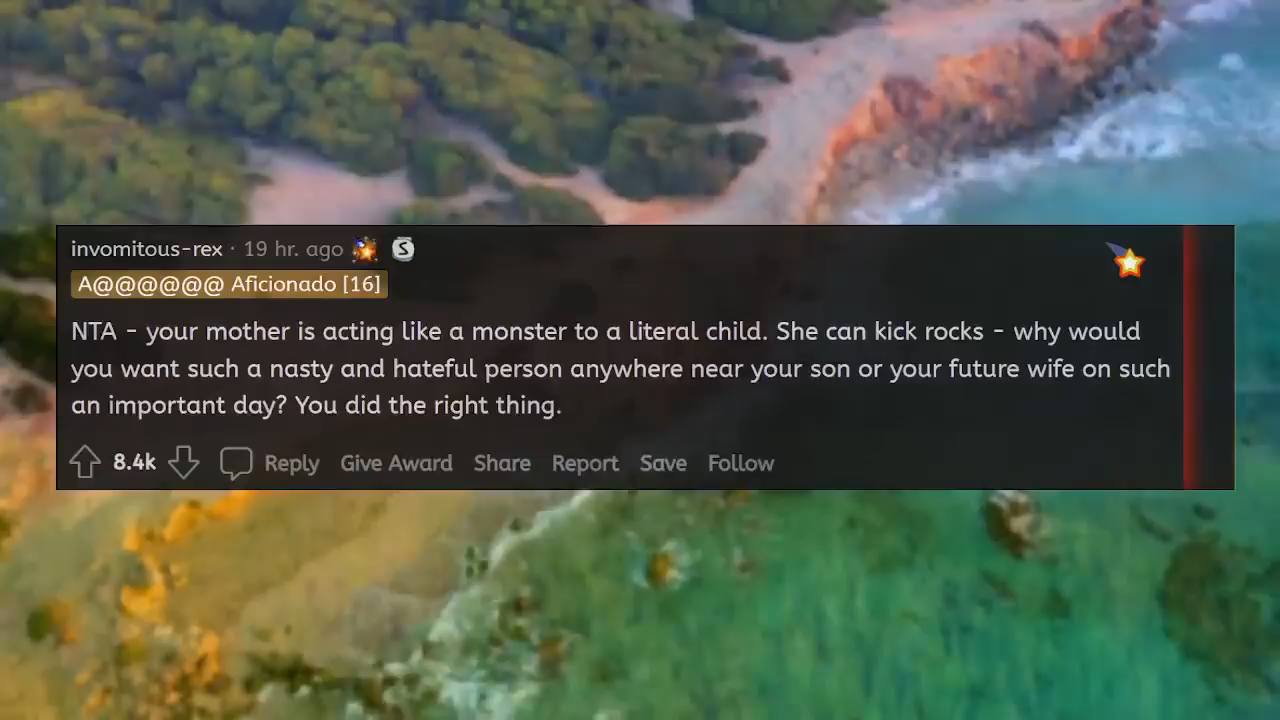 invomitous-rex · 19 hr. ago
A@@@@@@ Aficionado [16]
NTA - your mother is acting like a monster to a literal child. She can kick rocks - why would
you want such a nasty and hateful person anywhere near your son or your future wife on such
an important day? You did the right thing.
8.4k Reply Give Award Share Report Save Follow